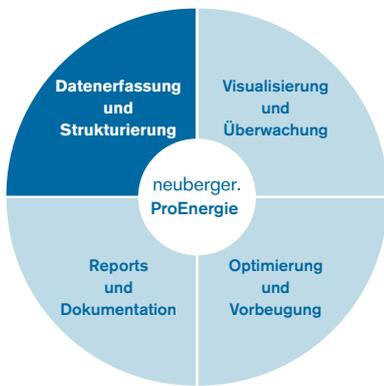 Datenerfassung
und
Strukturierung
Visualisierung
und
Überwachung
neuberger.
ProEnergie
Reports
und
Dokumentation
Optimierung
und
Vorbeugung